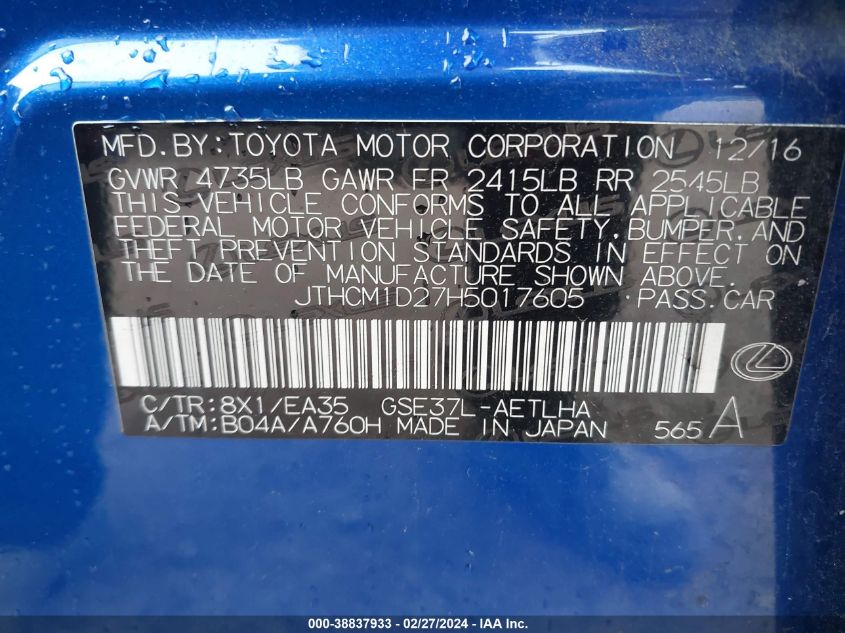 MFD.BY:TOYOTA MOTOR CORPORATION 12/16
GVWR 4735LB GAWR FR 2415LB RR 2545LB
THIS VEHICLE CONFORMS TO ALL APPLICABLE
FEDERAL MOTOR VEHICLE SAFETY,BUMPER,AND
THEFT PREVENTION STANDARDS IN EFFECT ON
THE DATE OF MANUFACTURE SHOWN ABOVE.
JTHCM1D27H5017605 PASS.CAR
C/TR:8X1/EA35 GSE37L-AETLHA
A/TM:B04A/A760H MADE IN JAPAN 565 A
000-38837933 - 02/27/2024 - IAA Inc.